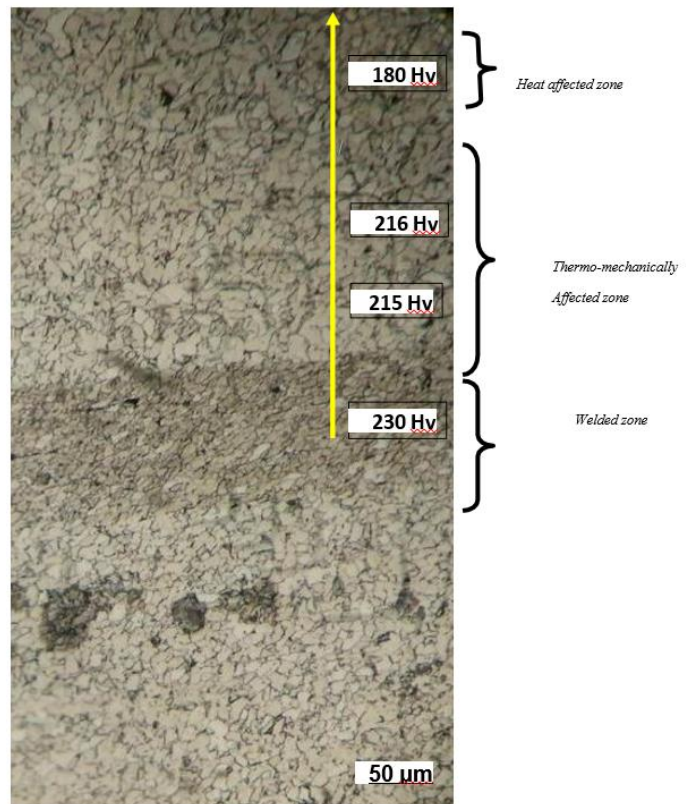 180 Hv
Heat affected zone
216 Hv
Thermo-mechanically
Affected zone
215 Hv
230 Hv
Welded zone
50 µm